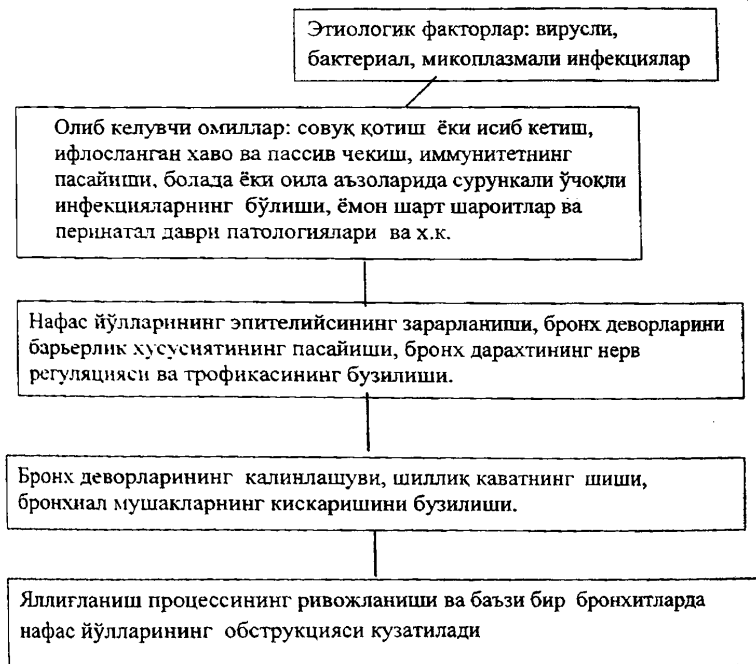 Этиологик факторлар: вирусли,
бактериал, микоплазмали инфекциялар
Олиб келувчи омиллар: совуқ қотиш ёки исиб кетиш,
ифлосланган хаво ва пассив чекиш, иммунитетнинг
пасайиши, болада ёки оила аъзоларида сурункали ўчоқли
инфекцияларнинг бўлиши, ёмон шарт шароитлар ва
перинатал даври патологиялари ва х.к.
Нафас йўлларининг эпителийсининг зарарланиши, бронх деворларини
барьерлик хусусиятининг пасайиши, бронх дарахтининг нерв
регуляцияси ва трофикасининг бузилиши.
Бронх деворларининг калинлашуви, шиллиқ каватнинг шиши,
бронхиал мушакларнинг кискаришини бузилиши.
Яллиғланиш процессининг ривожланиши ва баъзи бир бронхитларда
нафас йўлларининг обструкцияси кузатилади